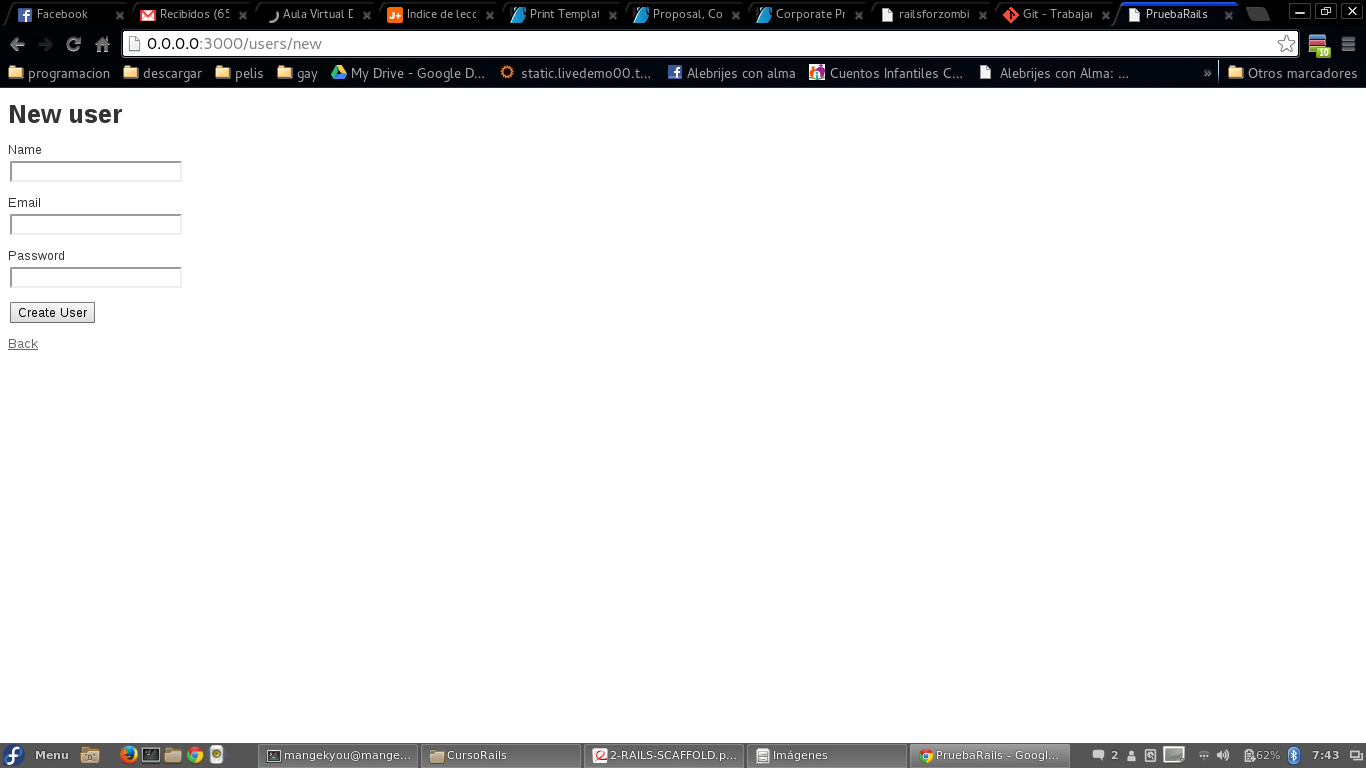 Facebook Recibidos (65 Aula Virtual D Indice de lecc Print Templat Proposal, Co Corporate Pr railsforzombi Git - Trabajan PruebaRails
0.0.0.0:3000/users/new 10
programacion descargar pelis gay My Drive - Google D... static.livedemo00.t... Alebrijes con alma Cuentos Infantiles C... Alebrijes con Alma: ... » Otros marcadores
New user
Name
Email
Password
Create User
Back
Menu mangekyou@mange... CursoRails 2-RAILS-SCAFFOLD.p... Imágenes PruebaRails - Googl... 2 62% 7:43